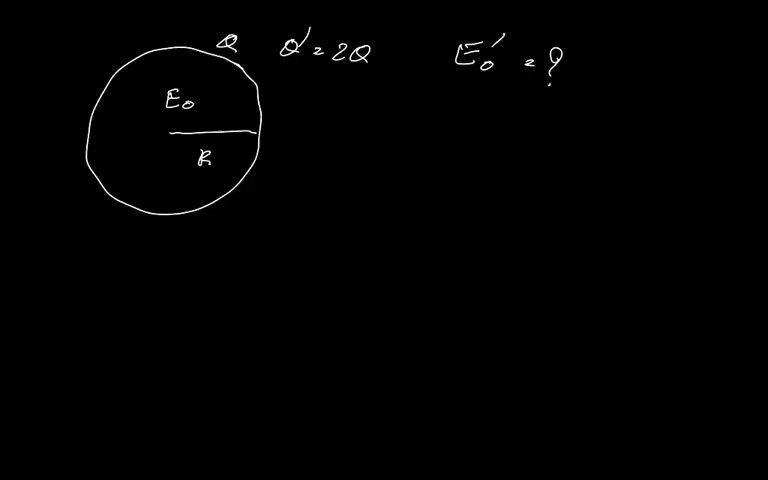 Q Q' = 2Q E₀' = ?
E₀
R